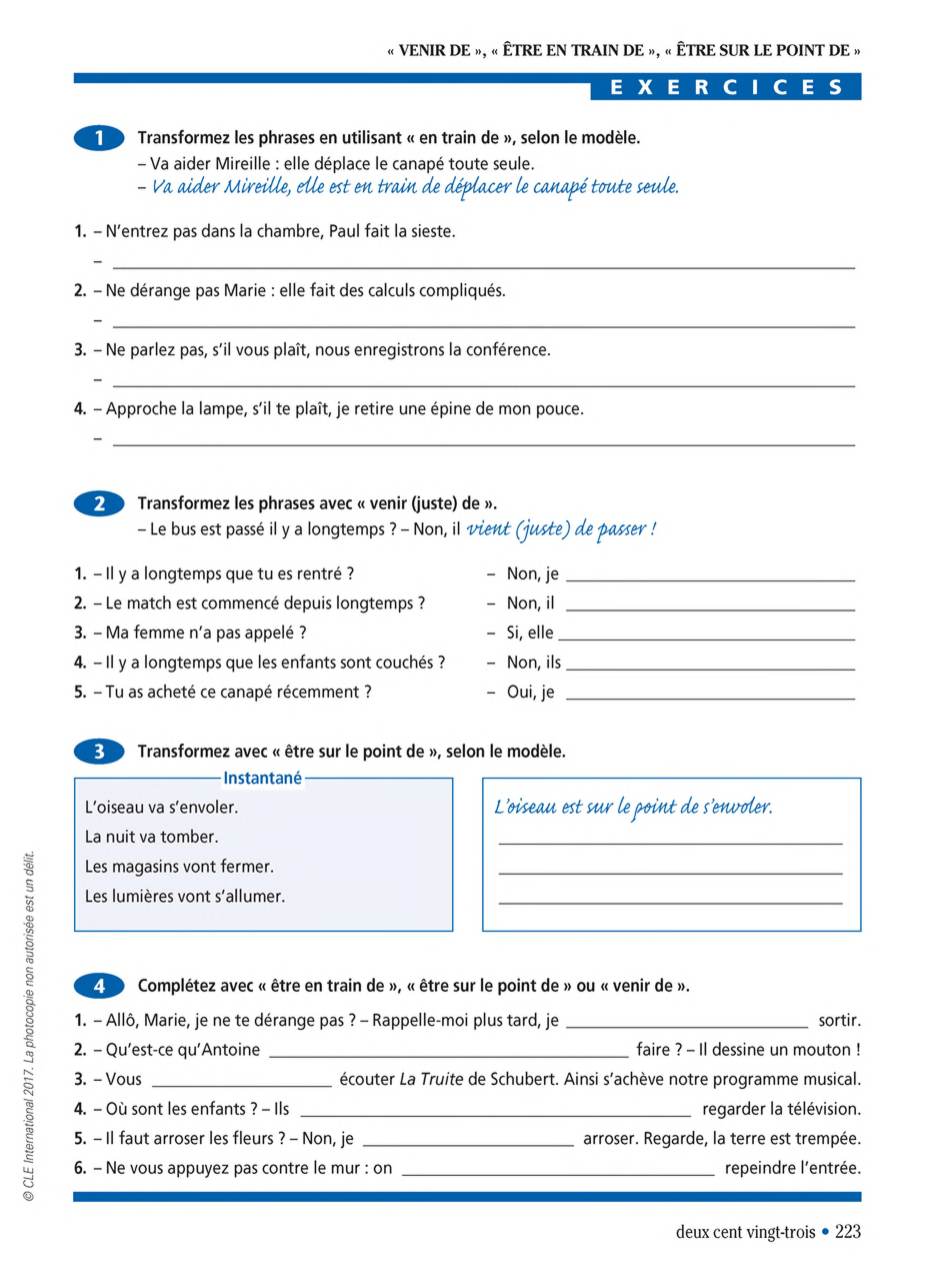 « VENIR DE », « ÊTRE EN TRAIN DE », « ÊTRE SUR LE POINT DE »
EXERCICES
1 Transformez les phrases en utilisant « en train de », selon le modèle.
– Va aider Mireille : elle déplace le canapé toute seule.
– Va aider Mireille, elle est en train de déplacer le canapé toute seule.
1. – N'entrez pas dans la chambre, Paul fait la sieste.
– ____
2. – Ne dérange pas Marie : elle fait des calculs compliqués.
– ____
3. – Ne parlez pas, s'il vous plaît, nous enregistrons la conférence.
– ____
4. – Approche la lampe, s'il te plaît, je retire une épine de mon pouce.
– ____
2 Transformez les phrases avec « venir (juste) de ».
– Le bus est passé il y a longtemps ? – Non, il vient (juste) de passer !
1. – Il y a longtemps que tu es rentré ? – Non, je ____
2. – Le match est commencé depuis longtemps ? – Non, il ____
3. – Ma femme n'a pas appelé ? – Si, elle ____
4. – Il y a longtemps que les enfants sont couchés ? – Non, ils ____
5. – Tu as acheté ce canapé récemment ? – Oui, je ____
3 Transformez avec « être sur le point de », selon le modèle.
Instantané
L'oiseau va s'envoler.
La nuit va tomber.
Les magasins vont fermer.
Les lumières vont s'allumer.
L'oiseau est sur le point de s'envoler.
4 Complétez avec « être en train de », « être sur le point de » ou « venir de ».
1. – Allô, Marie, je ne te dérange pas ? – Rappelle-moi plus tard, je ____ sortir.
2. – Qu'est-ce qu'Antoine ____ faire ? – Il dessine un mouton !
3. – Vous ____ écouter La Truite de Schubert. Ainsi s'achève notre programme musical.
4. – Où sont les enfants ? – Ils ____ regarder la télévision.
5. – Il faut arroser les fleurs ? – Non, je ____ arroser. Regarde, la terre est trempée.
6. – Ne vous appuyez pas contre le mur : on ____ repeindre l'entrée.
© CLE International 2017. La photocopie non autorisée est un délit.
deux cent vingt-trois • 223